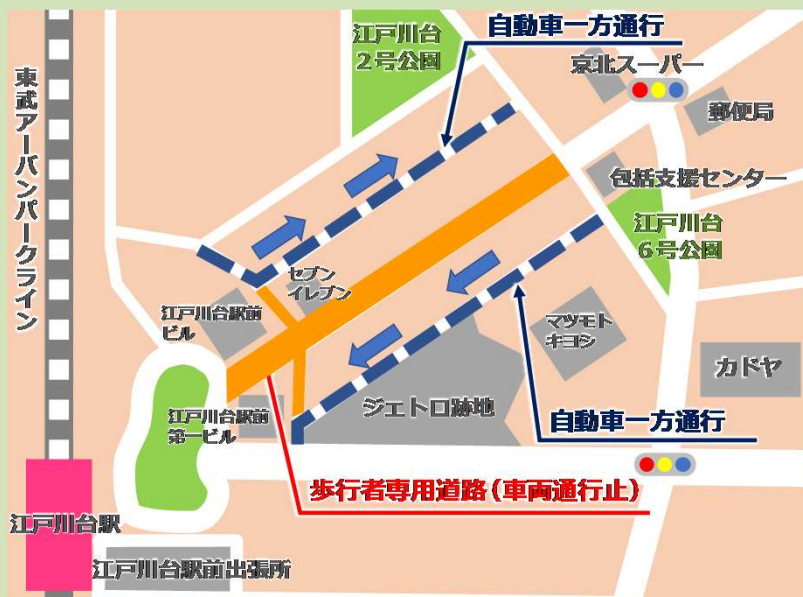 江戸川台
2号公園
自動車一方通行
京北スーパー
郵便局
東武アーバンパークライン
包括支援センター
江戸川台
6号公園
セブン
イレブン
江戸川台駅前
ビル
マツモト
キヨシ
カドヤ
ジェトロ跡地
江戸川台駅前
第一ビル
自動車一方通行
歩行者専用道路(車両通行止)
江戸川台駅
江戸川台駅前出張所